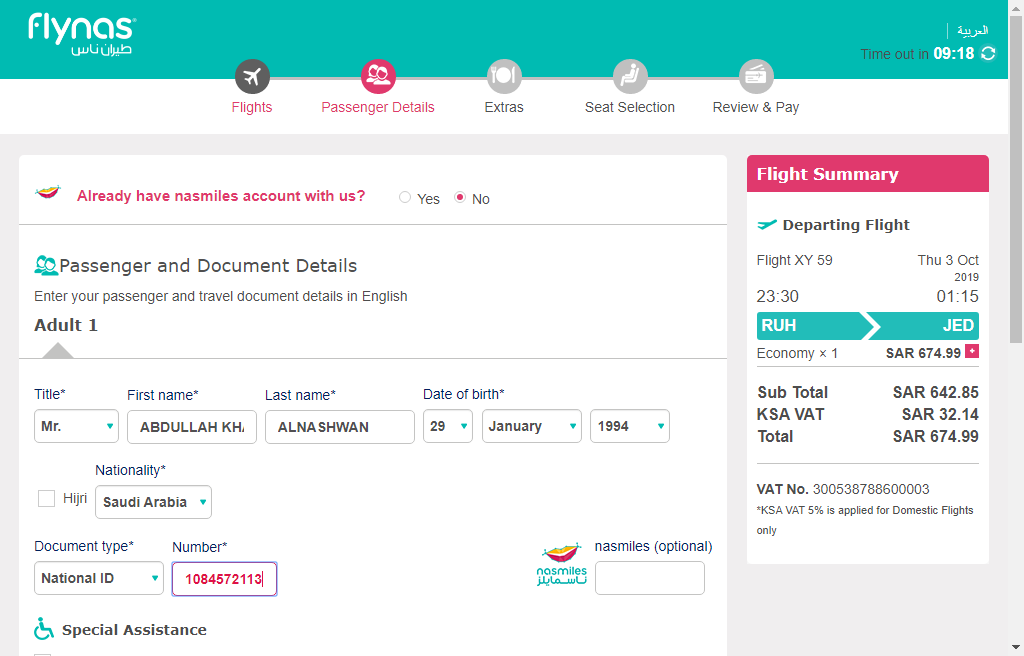 flynas
طيران ناس
العربية
Time out in 09:18
Flights
Passenger Details
Extras
Seat Selection
Review & Pay
Already have nasmiles account with us?
Yes
No
Passenger and Document Details
Enter your passenger and travel document details in English
Adult 1
Title*
First name*
Last name*
Date of birth*
Mr.
ABDULLAH KH
ALNASHWAN
29
January
1994
Nationality*
Hijri
Saudi Arabia
Document type*
Number*
nasmiles (optional)
National ID
1084572113
nasmiles
ناسمايلز
Special Assistance
Flight Summary
Departing Flight
Flight XY 59
Thu 3 Oct
2019
23:30
01:15
RUH
JED
Economy × 1
SAR 674.99 +
Sub Total
SAR 642.85
KSA VAT
SAR 32.14
Total
SAR 674.99
VAT No. 300538788600003
*KSA VAT 5% is applied for Domestic Flights
only